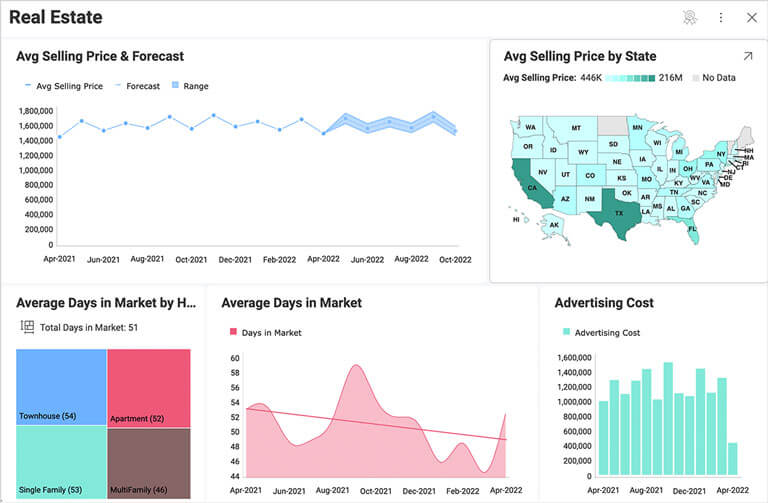 Real Estate
Avg Selling Price & Forecast
Avg Selling Price
Forecast
Range
1,800,000
1,600,000
1,400,000
1,200,000
1,000,000
800,000
600,000
400,000
200,000
0
Apr-2021
Jun-2021
Aug-2021
Oct-2021
Dec-2021
Feb-2022
Apr-2022
Jun-2022
Aug-2022
Oct-2022
Avg Selling Price by State
Avg Selling Price: 446K 216M No Data
WA
MT
MN
OR
ID
SD
WI
MI
NY
NH
MA
RI
CT
WY
NE
IA
PA
NJ
NV
UT
CO
KS
MO
IL
IN
OH
WV
VA
DE
MD
CA
KY
NC
AZ
NM
OK
AR
TN
SC
TX
LA
MS
AL
GA
FL
HI
AK
Average Days in Market by H...
Total Days in Market: 51
Townhouse (54)
Apartment (52)
Single Family (53)
MultiFamily (46)
Average Days in Market
Days in Market
60
58
56
54
52
50
48
46
44
Apr-2021
Jun-2021
Aug-2021
Oct-2021
Dec-2021
Feb-2022
Apr-2022
Advertising Cost
Advertising Cost
1,600,000
1,400,000
1,200,000
1,000,000
800,000
600,000
400,000
200,000
0
Apr-2021
Aug-2021
Dec-2021
Apr-2022